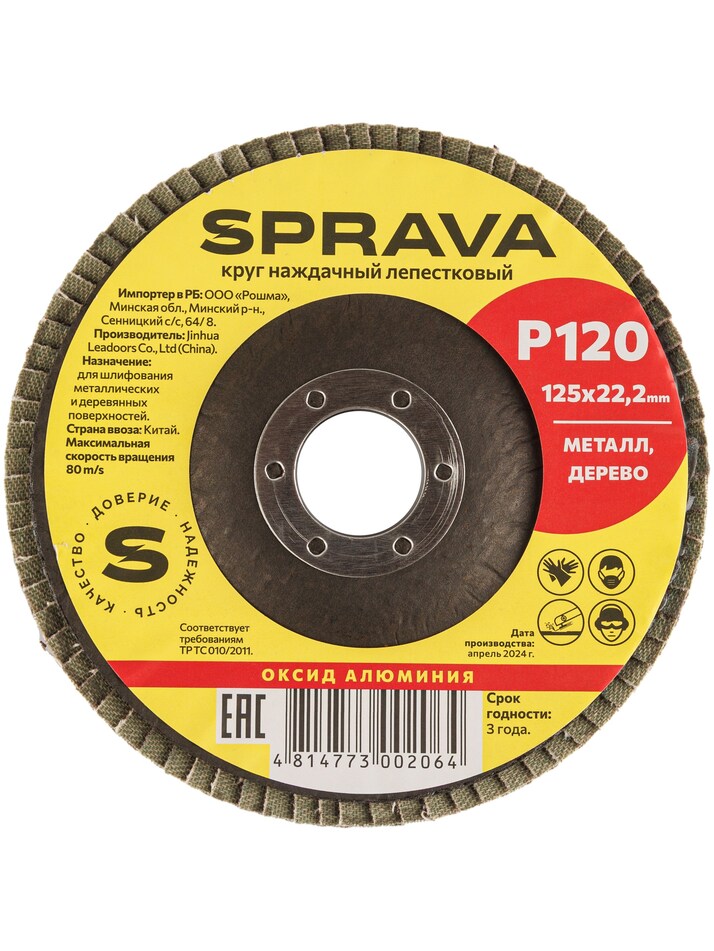 SPRAVA
круг наждачный лепестковый
Импортер в РБ: ООО «Рошма»,
Минская обл., Минский р-н.,
Сенницкий с/с, 64/ 8.
Производитель: Jinhua
Leadoors Co., Ltd (China).
Назначение:
для шлифования
металлических
и деревянных
поверхностей.
Страна ввоза: Китай.
Максимальная
скорость вращения
80 m/s
P120
125x22,2mm
МЕТАЛЛ,
ДЕРЕВО
КАЧЕСТВО · ДОВЕРИЕ · НАДЕЖНОСТЬ ·
S
Соответствует
требованиям
ТР ТС 010/2011.
Дата
производства:
апрель 2024 г.
ОКСИД АЛЮМИНИЯ
EAC
4 814773 002064
Срок
годности:
3 года.